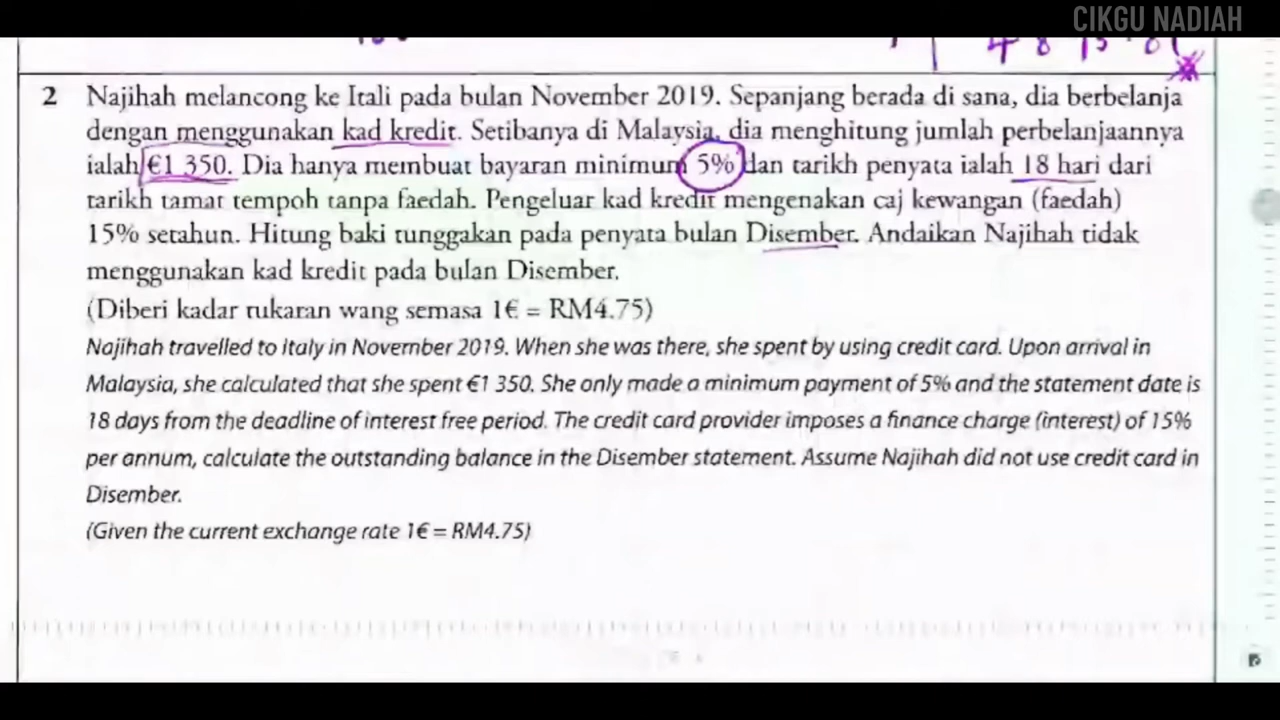 CIKGU NADIAH
2 Najihah melancong ke Itali pada bulan November 2019. Sepanjang berada di sana, dia berbelanja
dengan menggunakan kad kredit. Setibanya di Malaysia, dia menghitung jumlah perbelanjaannya
ialah €1 350. Dia hanya membuat bayaran minimum 5% dan tarikh penyata ialah 18 hari dari
tarikh tamat tempoh tanpa faedah. Pengeluar kad kredit mengenakan caj kewangan (faedah)
15% setahun. Hitung baki tunggakan pada penyata bulan Disember. Andaikan Najihah tidak
menggunakan kad kredit pada bulan Disember.
(Diberi kadar tukaran wang semasa 1€ = RM4.75)
Najihah travelled to Italy in November 2019. When she was there, she spent by using credit card. Upon arrival in
Malaysia, she calculated that she spent €1 350. She only made a minimum payment of 5% and the statement date is
18 days from the deadline of interest free period. The credit card provider imposes a finance charge (interest) of 15%
per annum, calculate the outstanding balance in the Disember statement. Assume Najihah did not use credit card in
Disember.
(Given the current exchange rate 1€ = RM4.75)